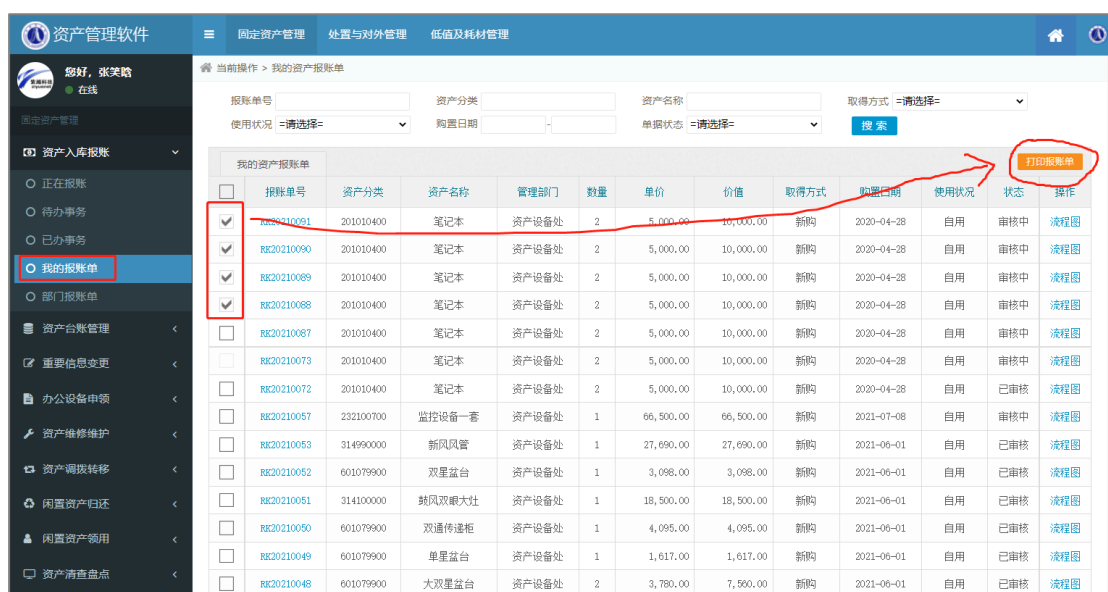 资产管理软件 固定资产管理 处置与对外管理 低值及耗材管理
您好，张笑晗
在线
当前操作 > 我的资产报账单
报账单号 资产分类 资产名称 取得方式 =请选择=
使用状况 =请选择= 购置日期 - 单据状态 =请选择= 搜索
固定资产管理
资产入库报账
正在报账
待办事务
已办事务
我的报账单
部门报账单
资产台账管理
重要信息变更
办公设备申领
资产维修维护
资产调拨转移
闲置资产归还
闲置资产领用
资产清查盘点
我的资产报账单 打印报账单
报账单号 资产分类 资产名称 管理部门 数量 单价 价值 取得方式 购置日期 使用状况 状态 操作
RK20210091 201010400 笔记本 资产设备处 2 5,000.00 10,000.00 新购 2020-04-28 自用 审核中 流程图
RK20210090 201010400 笔记本 资产设备处 2 5,000.00 10,000.00 新购 2020-04-28 自用 审核中 流程图
RK20210089 201010400 笔记本 资产设备处 2 5,000.00 10,000.00 新购 2020-04-28 自用 审核中 流程图
RK20210088 201010400 笔记本 资产设备处 2 5,000.00 10,000.00 新购 2020-04-28 自用 审核中 流程图
RK20210087 201010400 笔记本 资产设备处 2 5,000.00 10,000.00 新购 2020-04-28 自用 审核中 流程图
RK20210073 201010400 笔记本 资产设备处 2 5,000.00 10,000.00 新购 2020-04-28 自用 审核中 流程图
RK20210072 201010400 笔记本 资产设备处 2 5,000.00 10,000.00 新购 2020-04-28 自用 已审核 流程图
RK20210057 232100700 监控设备一套 资产设备处 1 66,500.00 66,500.00 新购 2021-07-08 自用 审核中 流程图
RK20210053 314990000 新风风管 资产设备处 1 27,690.00 27,690.00 新购 2021-06-01 自用 已审核 流程图
RK20210052 601079900 双星盆台 资产设备处 1 3,098.00 3,098.00 新购 2021-06-01 自用 已审核 流程图
RK20210051 314100000 鼓风双眼大灶 资产设备处 1 18,500.00 18,500.00 新购 2021-06-01 自用 已审核 流程图
RK20210050 601079900 双通传递柜 资产设备处 1 4,095.00 4,095.00 新购 2021-06-01 自用 已审核 流程图
RK20210049 601079900 单星盆台 资产设备处 1 1,617.00 1,617.00 新购 2021-06-01 自用 已审核 流程图
RK20210048 601079900 大双星盆台 资产设备处 2 3,780.00 7,560.00 新购 2021-06-01 自用 已审核 流程图